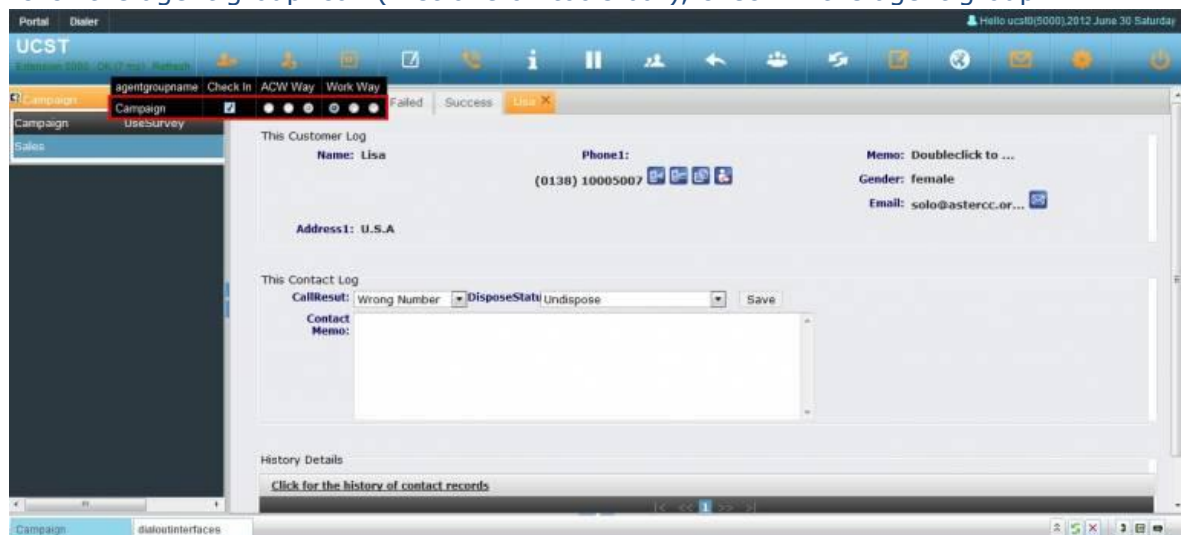 Portal Dialer
Hello ucst0(5000),2012 June 30 Saturday
UCST
agentgroupname Check In ACW Way Work Way
Campaign
Campaign
Campaign UseSurvey
Sales
Failed Success Lisa X
This Customer Log
Name: Lisa Phone1: Memo: Doubleclick to ...
(0138) 10005007 Gender: female
Email: solo@astercc.or...
Address1: U.S.A
This Contact Log
CallResut: Wrong Number DisposeStatu Undispose Save
Contact
Memo:
History Details
Click for the history of contact records
|< << 1 >> >|
Campaign dialoutinterfaces